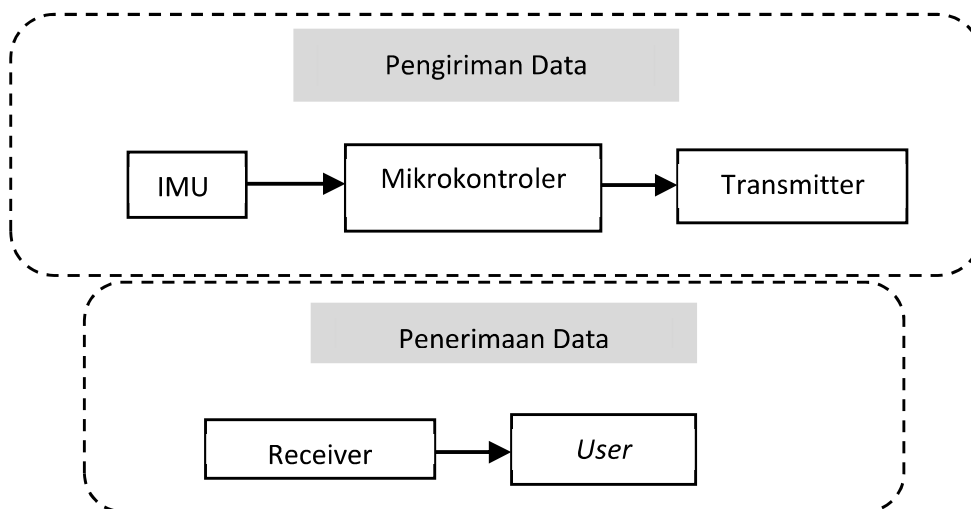 Pengiriman Data
IMU
Mikrokontroler
Transmitter
Penerimaan Data
Receiver
User